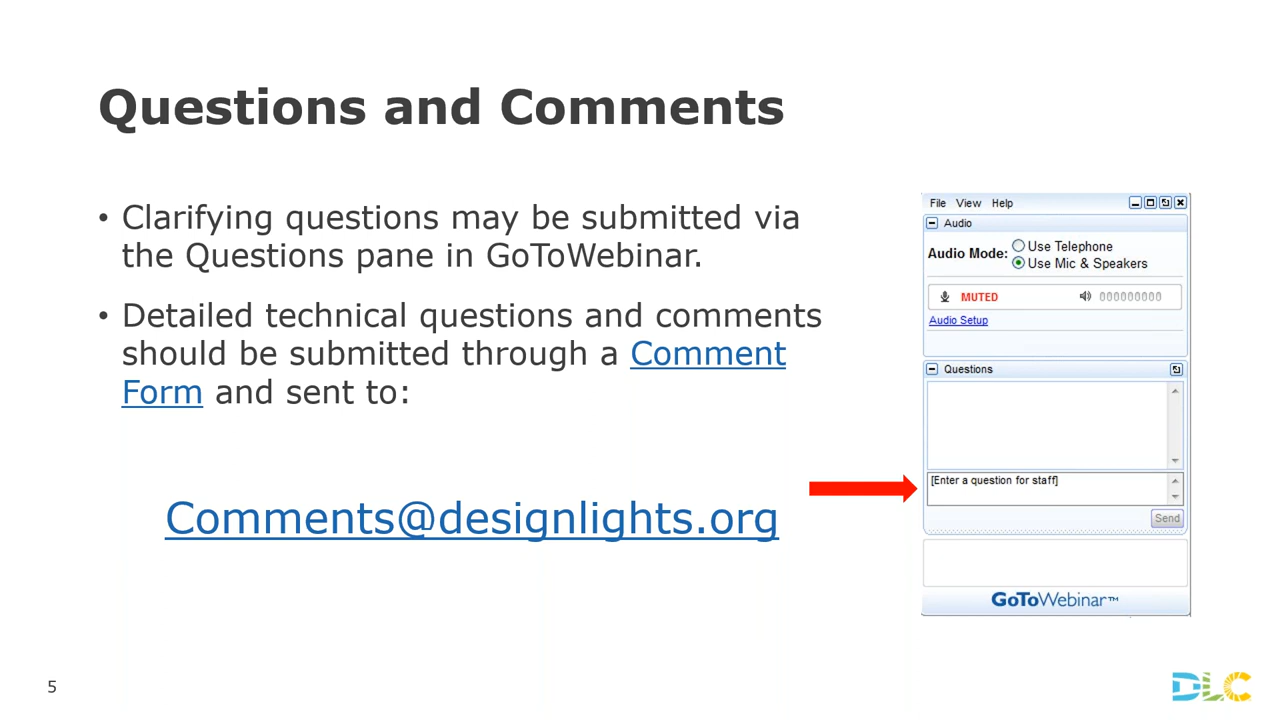 Questions and Comments
• Clarifying questions may be submitted via
the Questions pane in GoToWebinar.
• Detailed technical questions and comments
should be submitted through a Comment
Form and sent to:
Comments@designlights.org
File View Help
Audio
Audio Mode:
Use Telephone
Use Mic & Speakers
MUTED
000000000
Audio Setup
Questions
[Enter a question for staff]
Send
GoToWebinar™
5
DLC